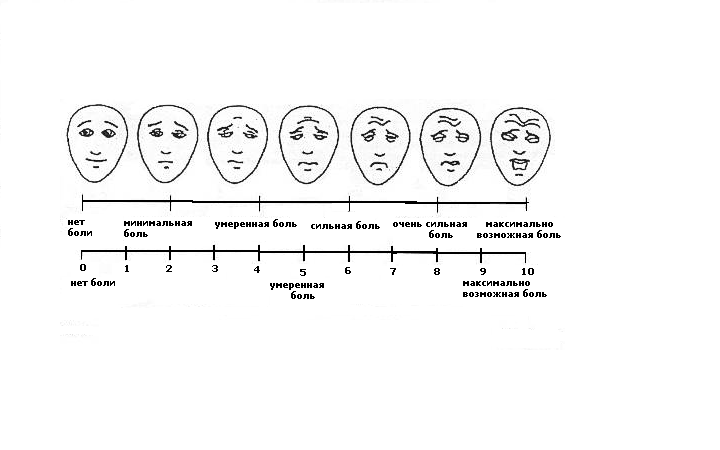 нет
боли
минимальная
боль
умеренная боль
сильная боль
очень сильная
боль
максимально
возможная боль
0 1 2 3 4 5 6 7 8 9 10
нет боли
умеренная
боль
максимально
возможная боль